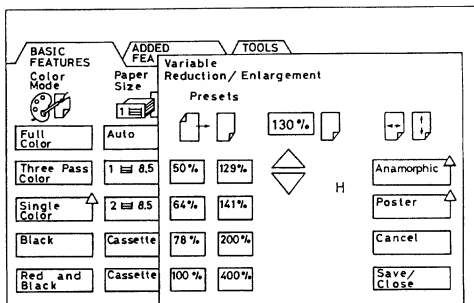 BASIC
FEATURES
ADDED
FEA
TOOLS
Color
Mode
Paper
Size
1
Full
Color
Auto
Three Pass
Color
1 8.5
Single
Color
2 8.5
Black
Cassette
Red and
Black
Cassette
Variable
Reduction/Enlargement
Presets
130%
50% 129%
64% 141%
78% 200%
100% 400%
H
Anamorphic
Poster
Cancel
Save/
Close